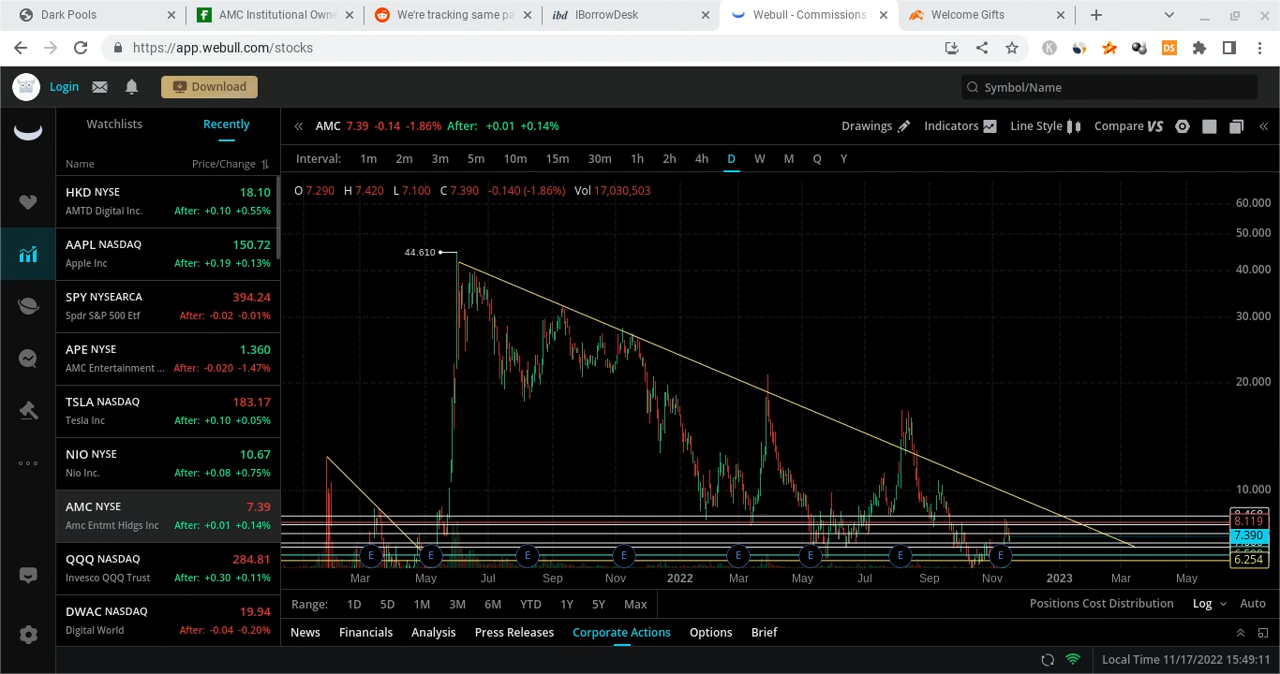 Dark Pools
AMC Institutional Owne
We're tracking same pa
ibd IBorrowDesk
Webull - Commissions
Welcome Gifts
https://app.webull.com/stocks
K
DS
Login
Download
Symbol/Name
Watchlists
Recently
Name
Price/Change
HKD NYSE 18.10
AMTD Digital Inc. After: +0.10 +0.55%
AAPL NASDAQ 150.72
Apple Inc After: +0.19 +0.13%
SPY NYSEARCA 394.24
Spdr S&P 500 Etf After: -0.02 -0.01%
APE NYSE 1.360
AMC Entertainment ... After: -0.020 -1.47%
TSLA NASDAQ 183.17
Tesla Inc After: +0.10 +0.05%
NIO NYSE 10.67
Nio Inc. After: +0.08 +0.75%
AMC NYSE 7.39
Amc Entmt Hldgs Inc After: +0.01 +0.14%
QQQ NASDAQ 284.81
Invesco QQQ Trust After: +0.30 +0.11%
DWAC NASDAQ 19.94
Digital World After: -0.04 -0.20%
AMC 7.39 -0.14 -1.86% After: +0.01 +0.14%
Drawings
Indicators
Line Style
Compare VS
Interval: 1m 2m 3m 5m 10m 15m 30m 1h 2h 4h D W M Q Y
O 7.290 H 7.420 L 7.100 C 7.390 -0.140 (-1.86%) Vol 17,030,503
44.610
60.000
50.000
40.000
30.000
20.000
10.000
8.119
7.390
6.254
E E E E E E E E
Mar May Jul Sep Nov 2022 Mar May Jul Sep Nov 2023 Mar May
Range: 1D 5D 1M 3M 6M YTD 1Y 5Y Max
Positions Cost Distribution Log Auto
News Financials Analysis Press Releases Corporate Actions Options Brief
Local Time 11/17/2022 15:49:11